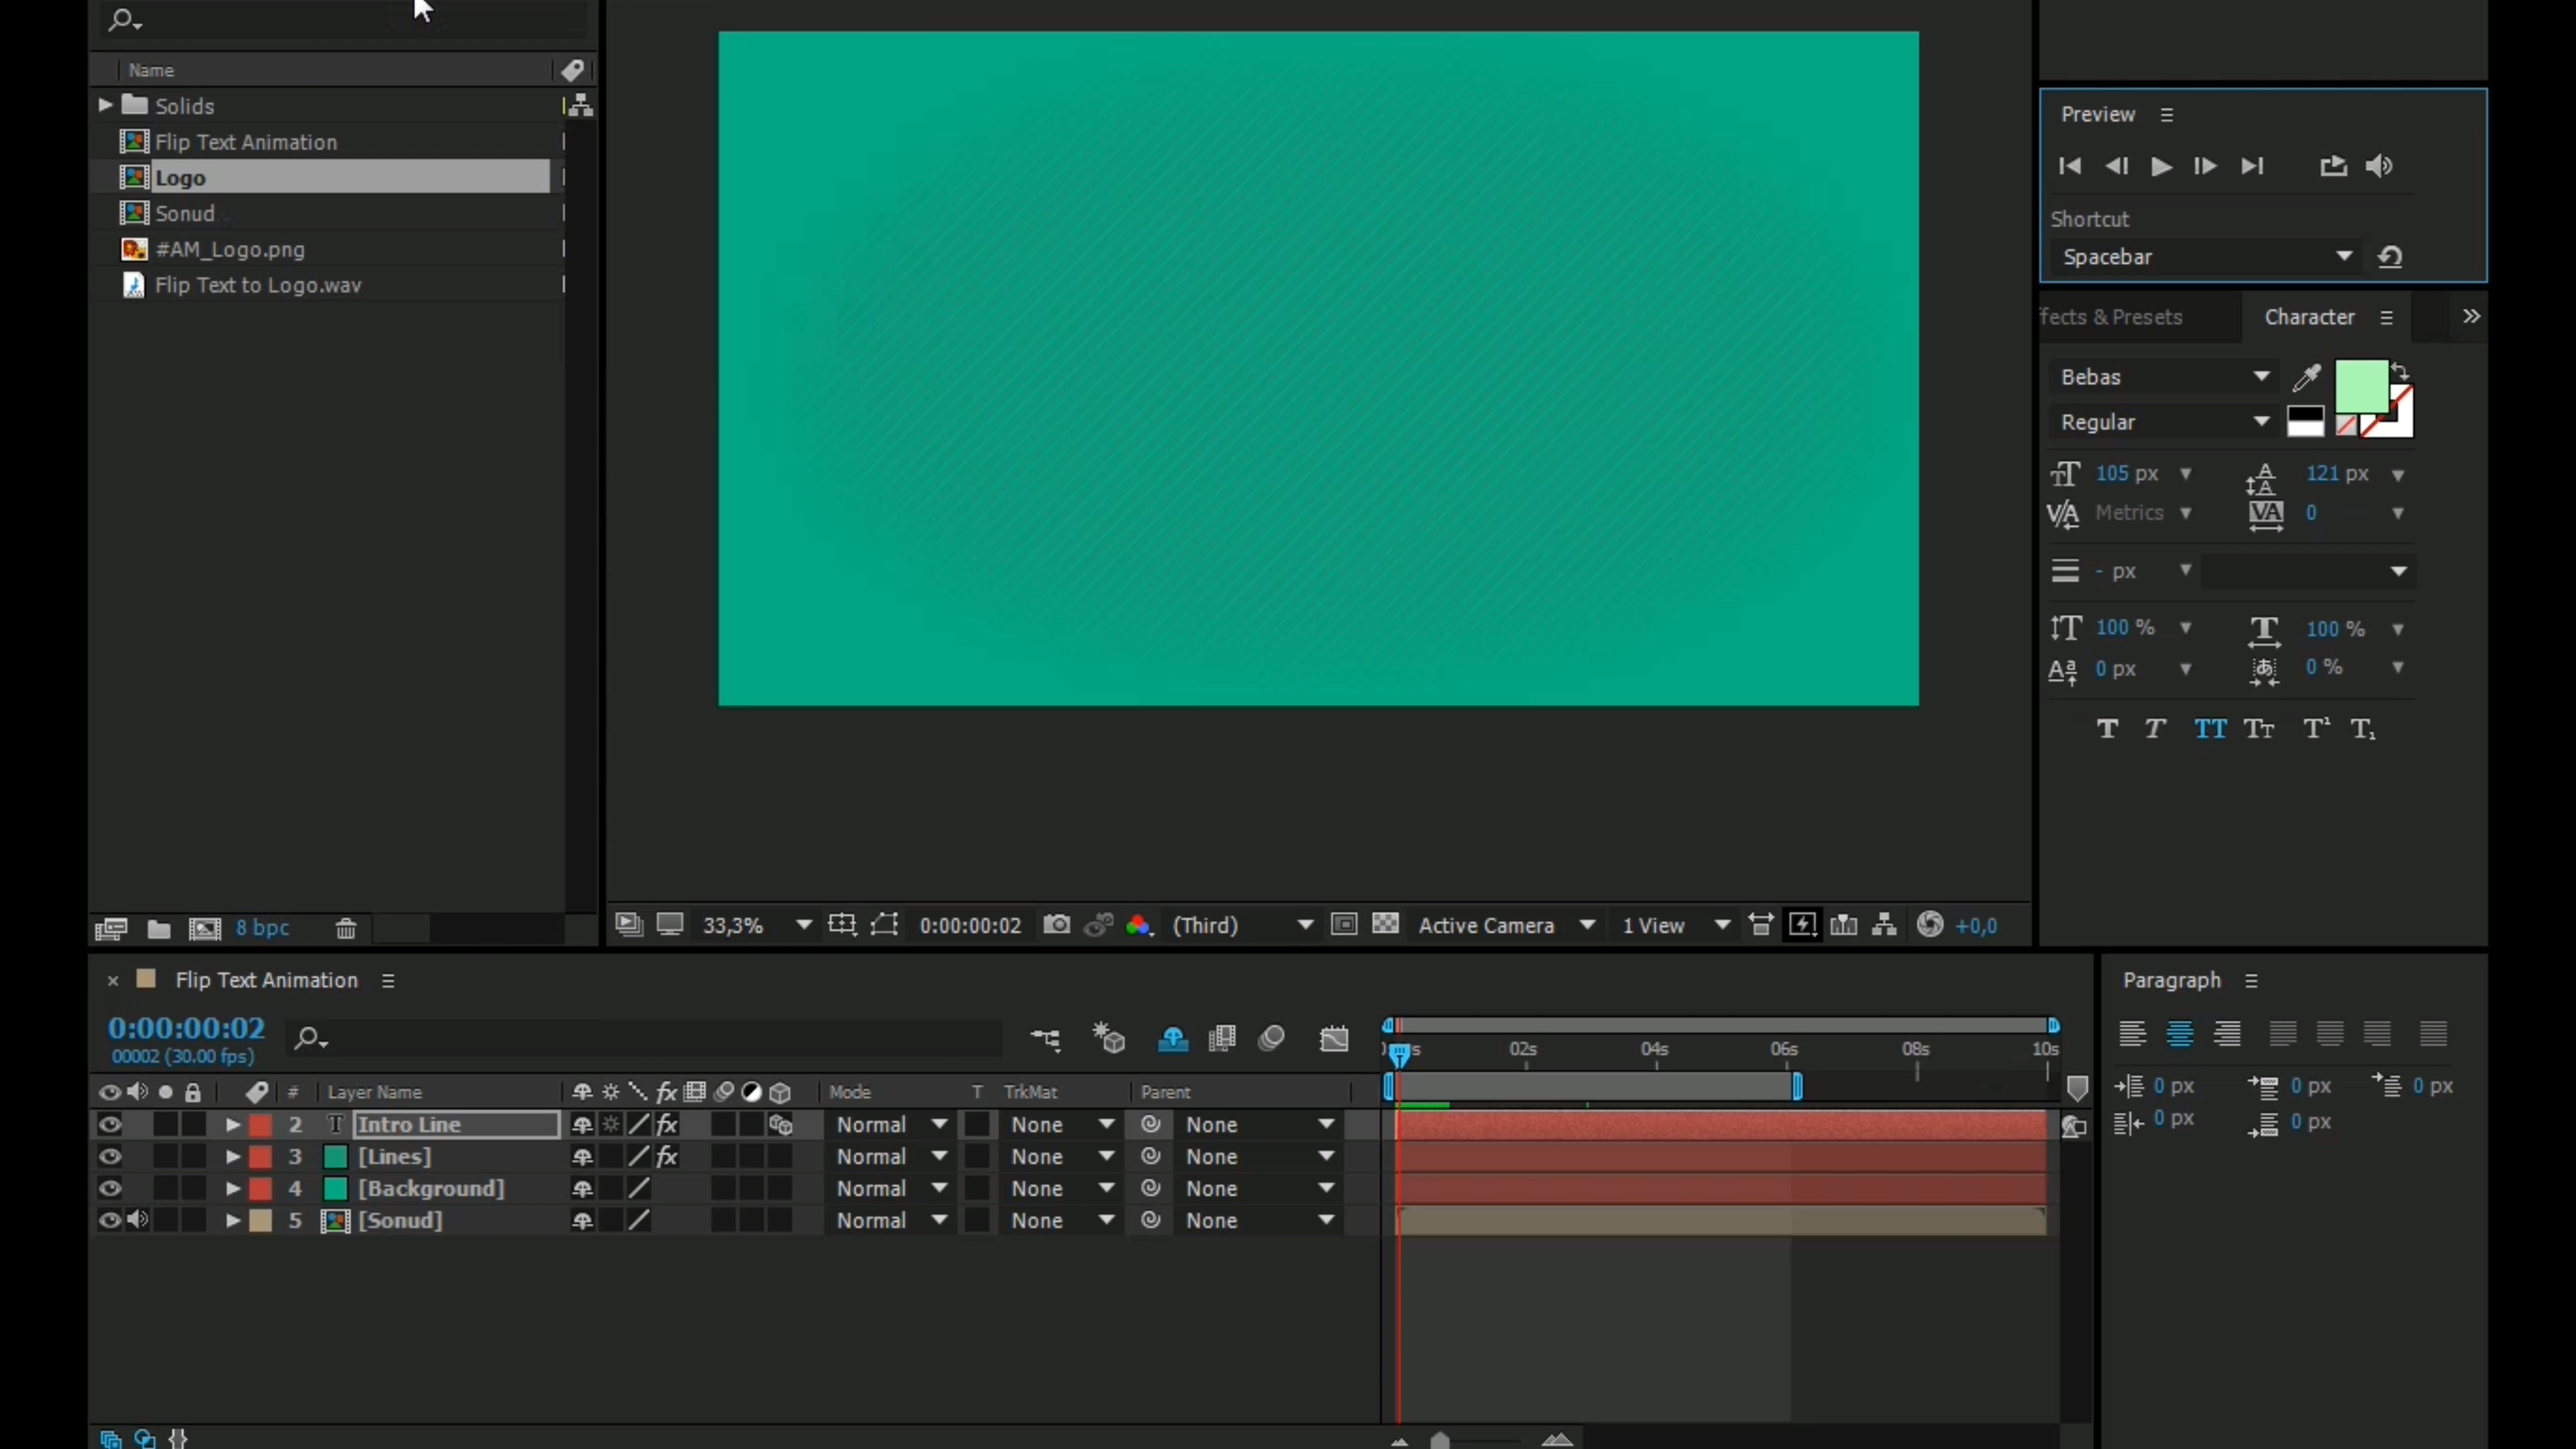 Name
Solids
Flip Text Animation
Logo
Sonud
#AM_Logo.png
Flip Text to Logo.wav
8 bpc
33,3%
0:00:00:02
(Third)
Active Camera
1 View
+0,0
Preview
Shortcut
Spacebar
fects & Presets
Character
Bebas
Regular
105 px
121 px
Metrics
0
- px
100 %
100 %
0 px
0 %
Flip Text Animation
0:00:00:02
00002 (30.00 fps)
02s
04s
06s
08s
10s
# Layer Name
Mode
T
TrkMat
Parent
2 Intro Line Normal None None
3 [Lines] Normal None None
4 [Background] Normal None None
5 [Sonud] Normal None None
Paragraph
0 px
0 px
0 px
0 px
0 px